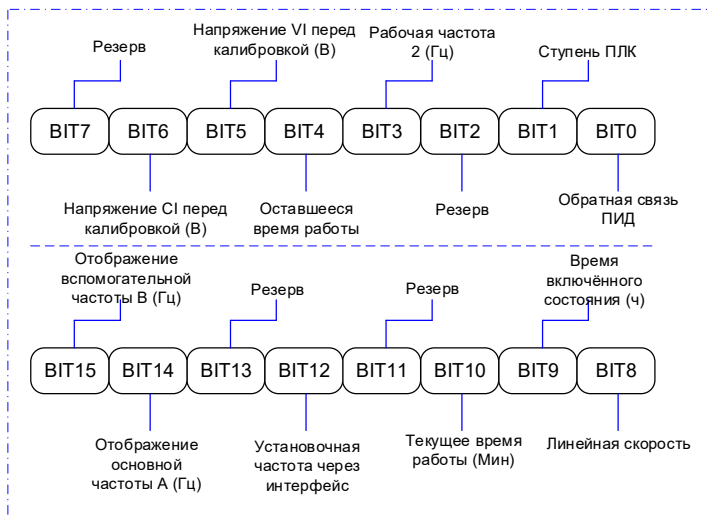 Резерв
Напряжение VI перед
калибровкой (В)
Рабочая частота
2 (Гц)
Ступень ПЛК
BIT7 BIT6 BIT5 BIT4 BIT3 BIT2 BIT1 BIT0
Напряжение CI перед
калибровкой (В)
Оставшееся
время работы
Резерв
Обратная связь
ПИД
Отображение
вспомогательной
частоты В (Гц)
Резерв
Резерв
Время
включённого
состояния (ч)
BIT15 BIT14 BIT13 BIT12 BIT11 BIT10 BIT9 BIT8
Отображение
основной
частоты А (Гц)
Установочная
частота через
интерфейс
Текущее время
работы (Мин)
Линейная скорость